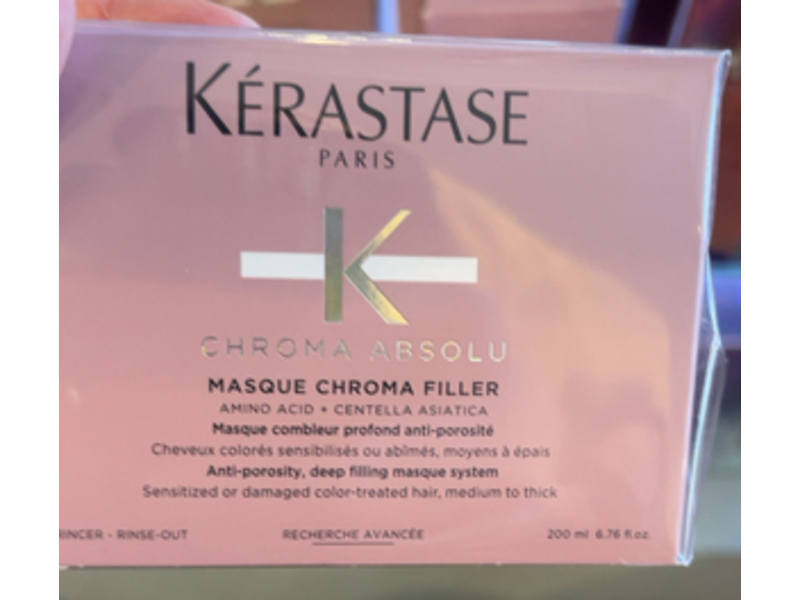 KÉRASTASE
PARIS
K
CHROMA ABSOLU
MASQUE CHROMA FILLER
AMINO ACID + CENTELLA ASIATICA
Masque combleur profond anti-porosité
Cheveux colorés sensibilisés ou abîmés, moyens à épais
Anti-porosity, deep filling masque system
Sensitized or damaged color-treated hair, medium to thick
RINCER - RINSE-OUT RECHERCHE AVANCÉE 200 ml 6.76 fl.oz.